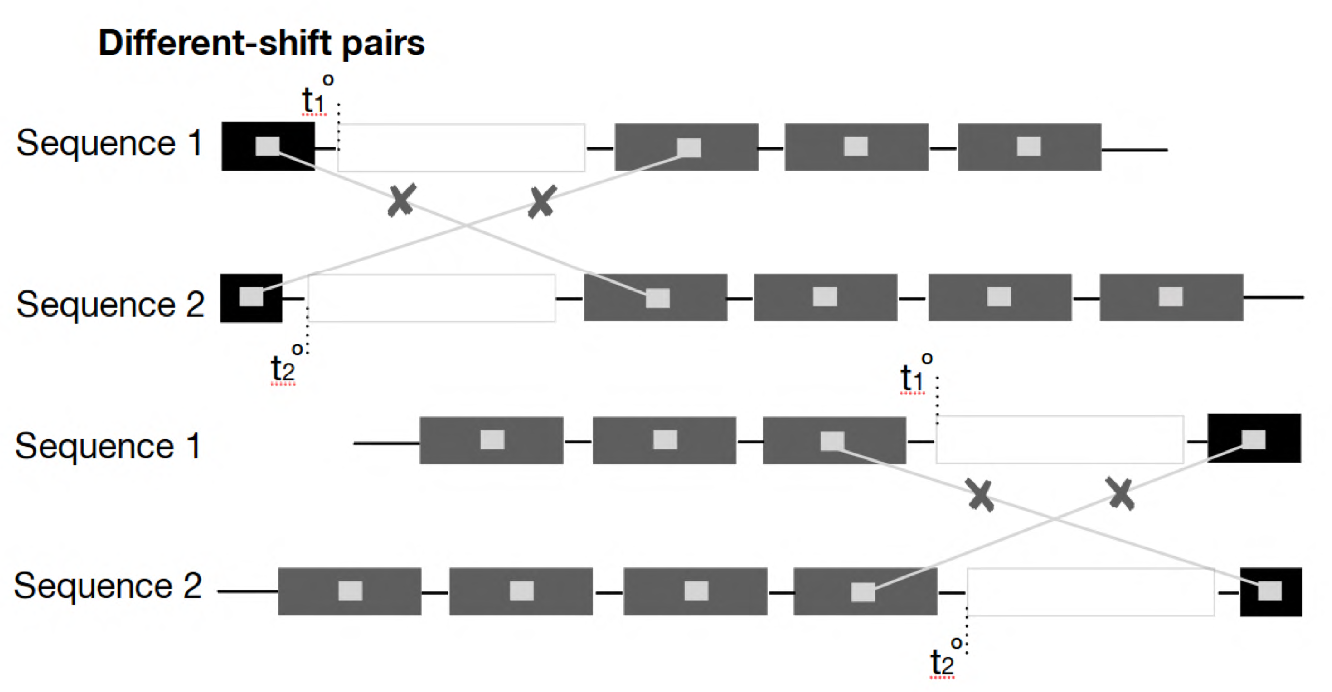 Different-shift pairs
t1°
Sequence 1
Sequence 2
t2°
t1°
Sequence 1
Sequence 2
t2°